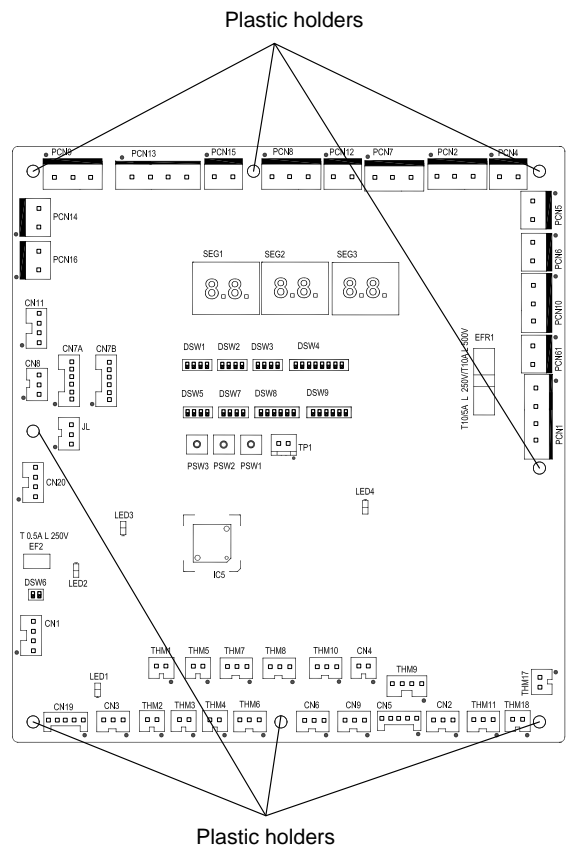 Plastic holders
PCN9 PCN13 PCN15 PCN8 PCN12 PCN7 PCN2 PCN4
PCN14
PCN5
PCN16
PCN6
SEG1 SEG2 SEG3
8.8. 8.8. 8.8.
PCN10
CN11
EFR1
T10/5A L 250V/T10A L 500V
DSW1 DSW2 DSW3 DSW4
CN7A CN7B
PCN61
CN8
DSW5 DSW7 DSW8 DSW9
PCN1
JL
TP1
PSW3 PSW2 PSW1
CN20
LED4
LED3
T 0.5A L 250V
EF2
IC5
LED2
DSW6
CN1
THM1 THM5 THM7 THM8 THM10 CN4
THM9
THM17
LED1
CN19 CN3 THM2 THM3 THM4 THM6 CN6 CN9 CN5 CN2 THM11 THM18
Plastic holders